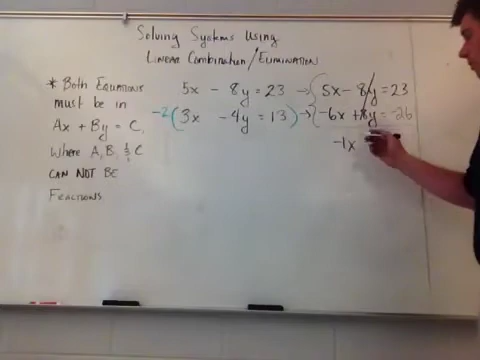 Solving Systems Using
Linear Combination/Elimination
* Both Equations
must be in
Ax + By = C,
where A, B, & C
CAN NOT BE
Fractions
5x - 8y = 23 → 5x - 8y = 23
-2(3x - 4y = 13) → -6x + 8y = -26
-1x